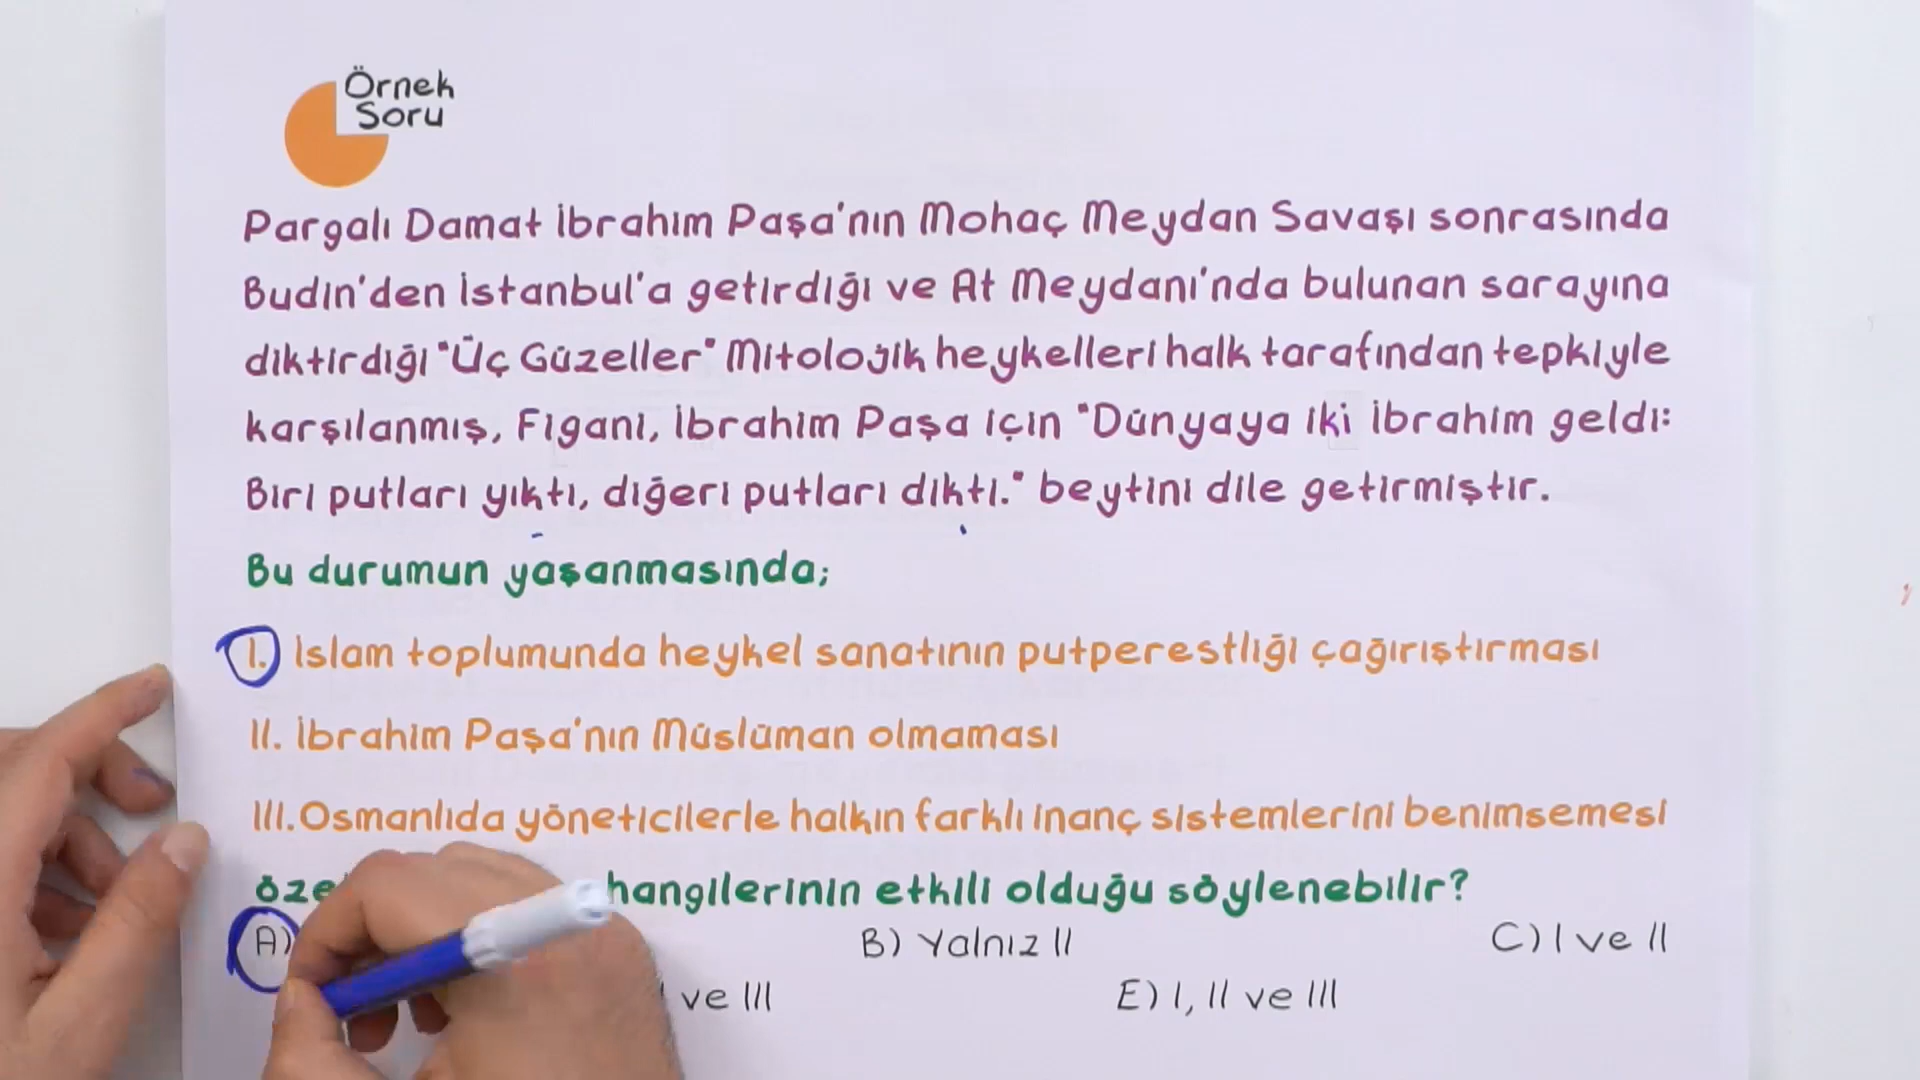 Örnek
Soru
Pargalı Damat İbrahim Paşa'nın Mohaç Meydan Savaşı sonrasında
Budin'den İstanbul'a getirdiği ve At Meydanı'nda bulunan sarayına
diktirdiği "Üç Güzeller" Mitolojik heykelleri halk tarafından tepkiyle
karşılanmış, Figani, İbrahim Paşa için "Dünyaya iki İbrahim geldi:
Biri putları yıktı, diğeri putları dikti." beytini dile getirmiştir.
Bu durumun yaşanmasında;
I. İslam toplumunda heykel sanatının putperestliği çağırıştırması
II. İbrahim Paşa'nın Müslüman olmaması
III. Osmanlıda yöneticilerle halkın farklı inanç sistemlerini benimsemesi
hangilerinin etkili olduğu söylenebilir?
A) B) Yalnız II C) I ve II
ve III E) I, II ve III